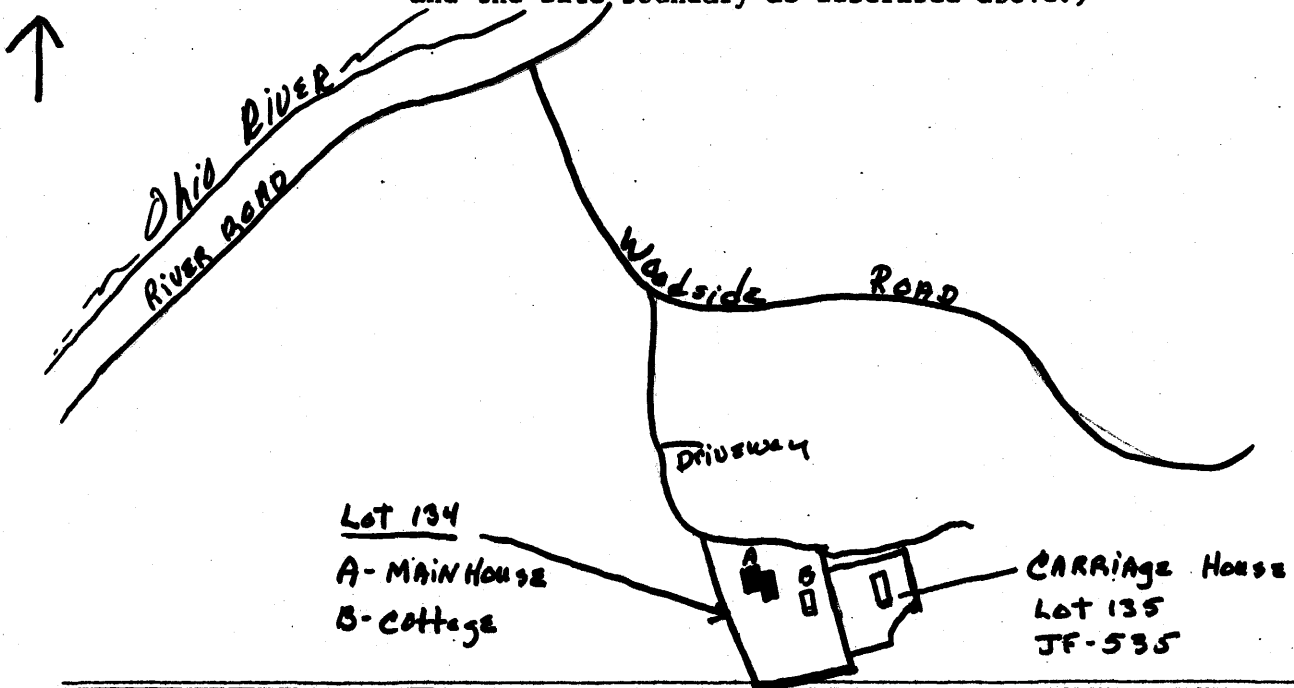 and the site boundary as described above.)
Ohio RiVER
RiVER ROAD
Woodside ROAD
DriVEWAY
Lot 134
A- MAiN HousE
B- Cottage
A
B
CARRiAge HousE
Lot 135
JF-535